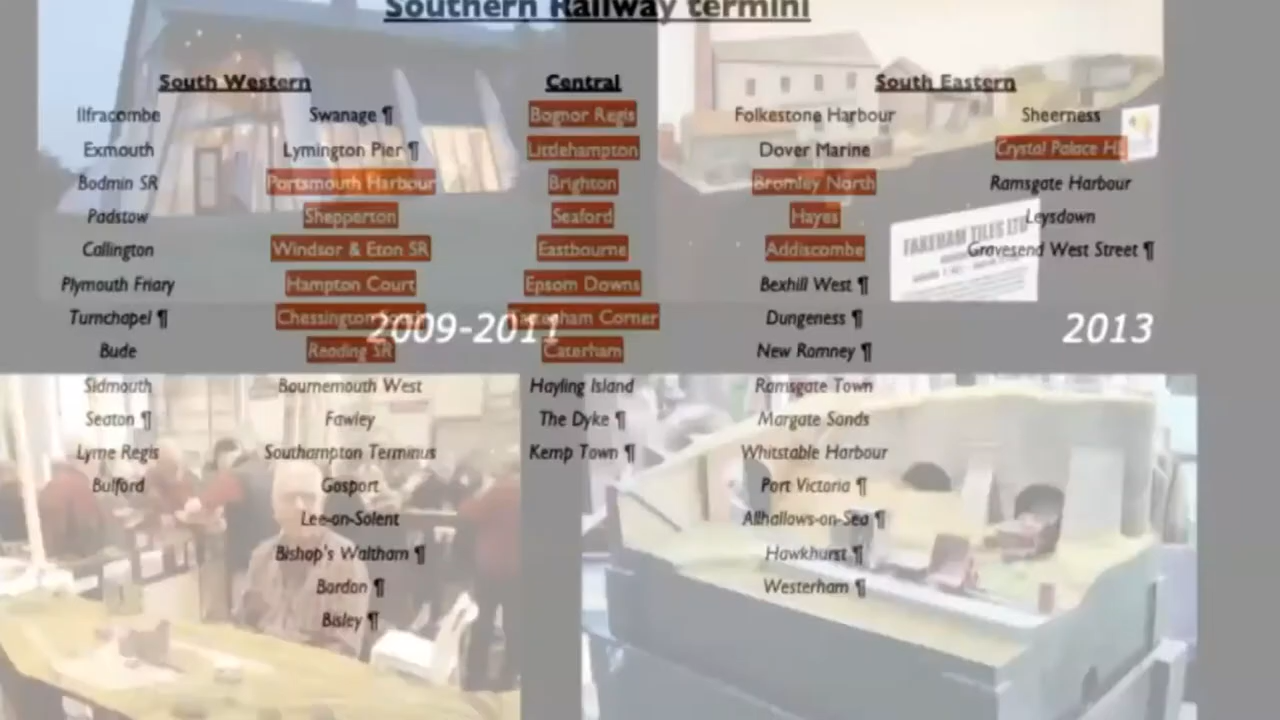 Southern Railway termini
South Western
Central
South Eastern
Ilfracombe Swanage ¶ Bognor Regis Folkestone Harbour Sheerness
Exmouth Lymington Pier ¶ Littlehampton Dover Marine Crystal Palace HL
Bodmin SR Portsmouth Harbour Brighton Bromley North Ramsgate Harbour
Padstow Shepperton Seaford Hayes Leysdown
Callington Windsor & Eton SR Eastbourne Addiscombe Gravesend West Street ¶
Plymouth Friary Hampton Court Epsom Downs Bexhill West ¶
Turnchapel ¶ Chessington Tattenham Corner Dungeness ¶
Bude Reading SR Caterham New Romney ¶
Sidmouth Bournemouth West Hayling Island Ramsgate Town
Seaton ¶ Fawley The Dyke ¶ Margate Sands
Lyme Regis Southampton Terminus Kemp Town ¶ Whitstable Harbour
Bulford Gosport Port Victoria ¶
Lee-on-Solent Allhallows-on-Sea ¶
Bishop's Waltham ¶ Hawkhurst ¶
Bordon ¶ Westerham ¶
Bisley ¶
FAREHAM TILES LTD
2009-2011
2013